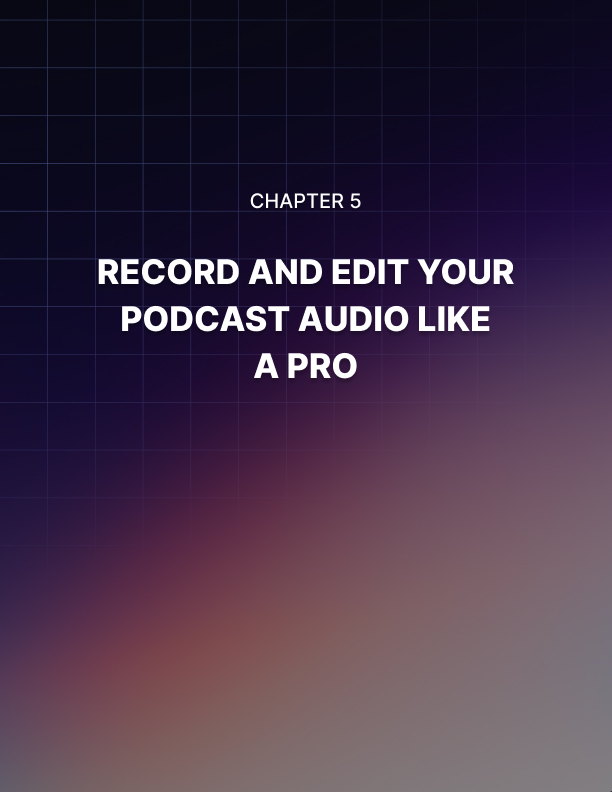 CHAPTER 5
RECORD AND EDIT YOUR
PODCAST AUDIO LIKE
A PRO